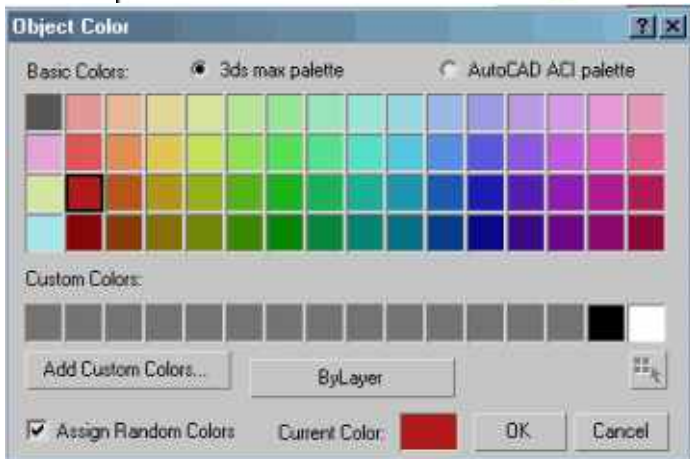 Object Color ? ×
Basic Colors: 3ds max palette AutoCAD ACI palette
Custom Colors:
Add Custom Colors... ByLayer
Assign Random Colors Current Color: OK Cancel